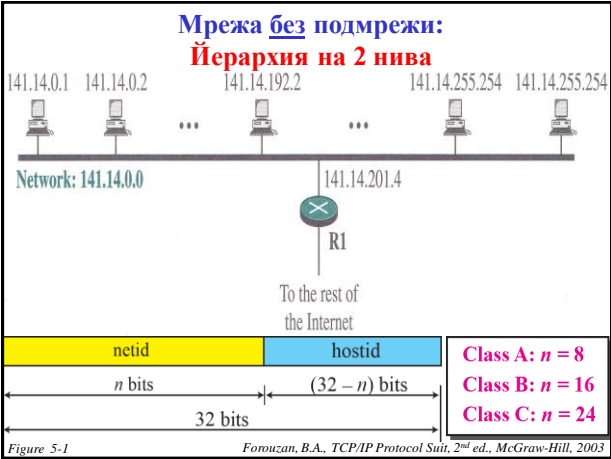 Мрежа без подмрежи:
Йерархия на 2 нива
141.14.0.1 141.14.0.2 141.14.192.2 141.14.255.254 141.14.255.254
Network: 141.14.0.0
141.14.201.4
R1
To the rest of
the Internet
netid hostid
n bits (32 – n) bits
32 bits
Class A: n = 8
Class B: n = 16
Class C: n = 24
Figure 5-1 Forouzan, B.A., TCP/IP Protocol Suit, 2nd ed., McGraw-Hill, 2003